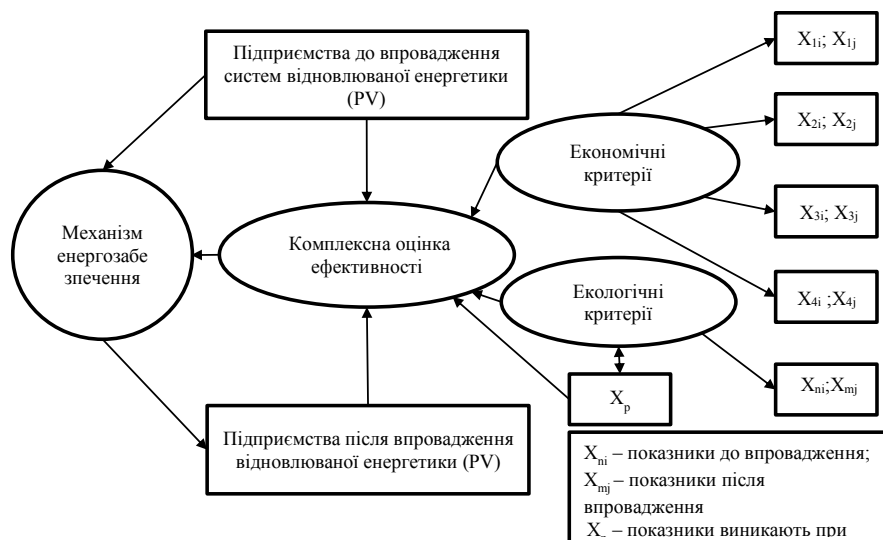 Підприємства до впровадження
систем відновлюваної енергетики
(PV)
X1i; X1j
X2i; X2j
Економічні
критерії
X3i; X3j
Механізм
енергозабе
зпечення
Комплексна оцінка
ефективності
Екологічні
критерії
X4i ;X4j
Xni;Xmj
Xp
Підприємства після впровадження
відновлюваної енергетики (PV)
Xni – показники до впровадження;
Xmj – показники після
впровадження
Xp – показники виникають при